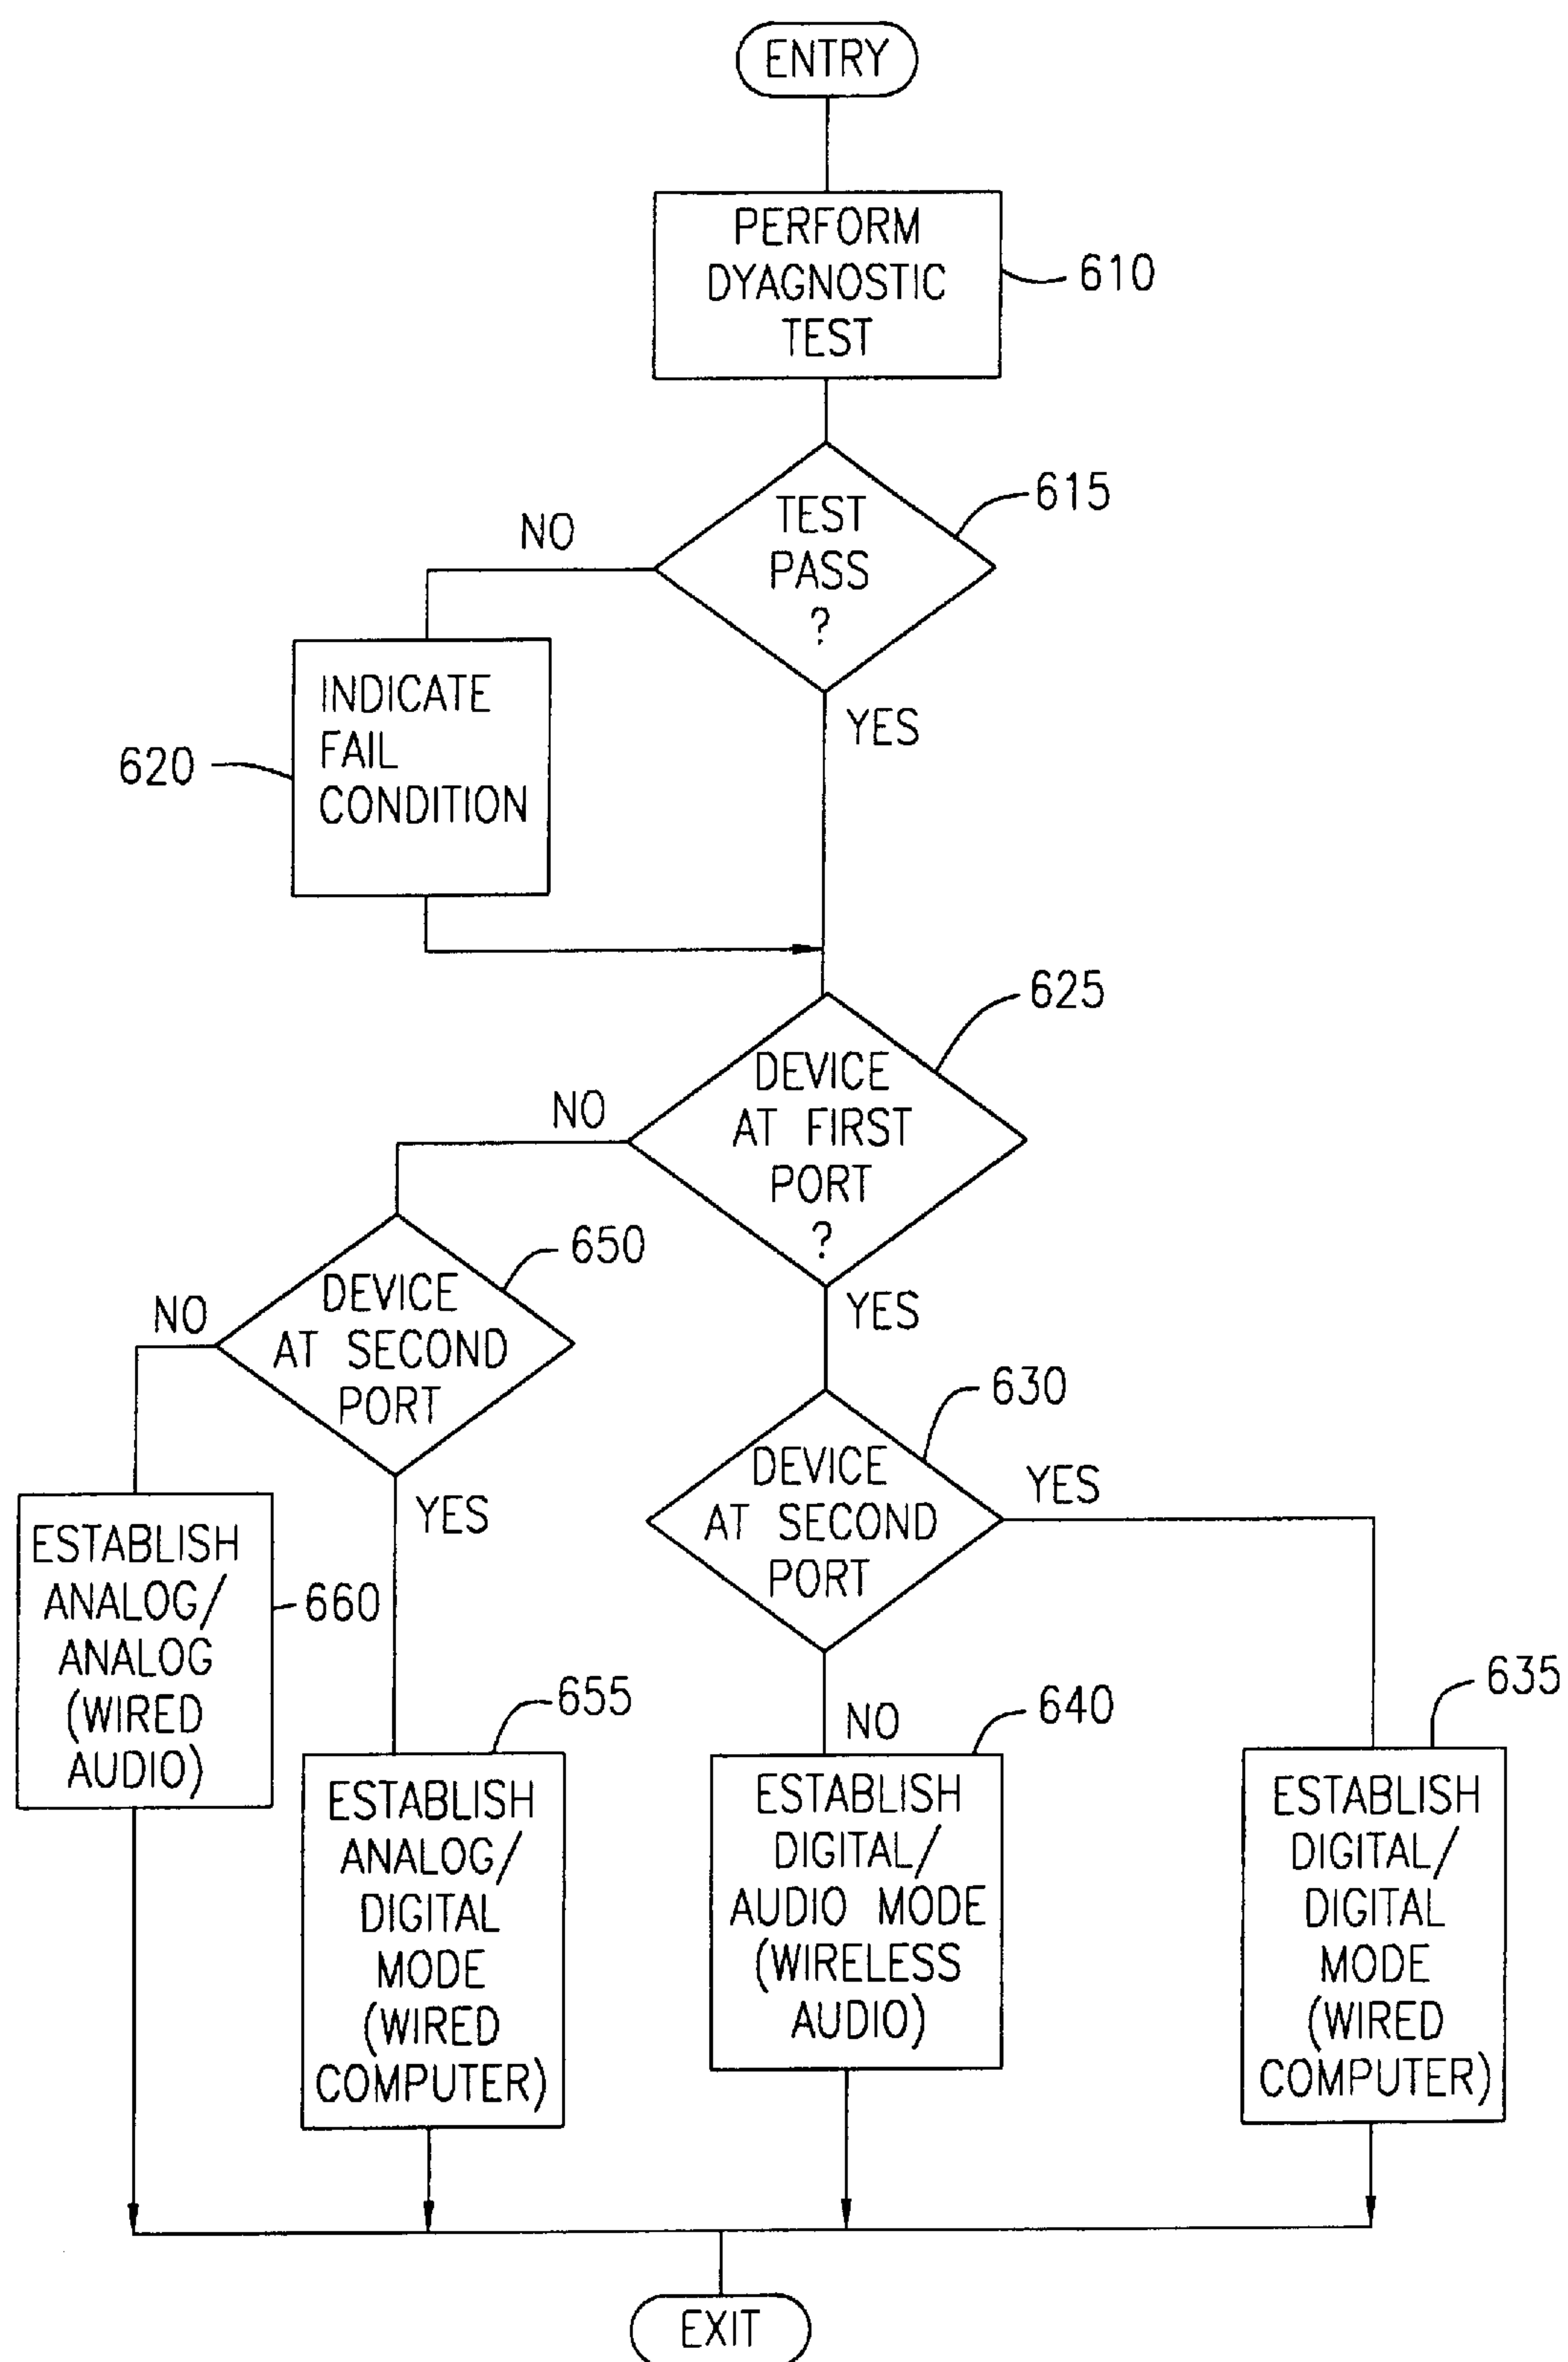 ENTRY
PERFORM
DYAGNOSTIC
TEST
610
TEST
PASS
?
615
NO
YES
INDICATE
FAIL
CONDITION
620
DEVICE
AT FIRST
PORT
?
625
NO
YES
DEVICE
AT SECOND
PORT
650
NO
YES
DEVICE
AT SECOND
PORT
630
YES
NO
ESTABLISH
ANALOG/
ANALOG
(WIRED
AUDIO)
660
ESTABLISH
ANALOG/
DIGITAL
MODE
(WIRED
COMPUTER)
655
ESTABLISH
DIGITAL/
AUDIO MODE
(WIRELESS
AUDIO)
640
ESTABLISH
DIGITAL/
DIGITAL
MODE
(WIRED
COMPUTER)
635
EXIT